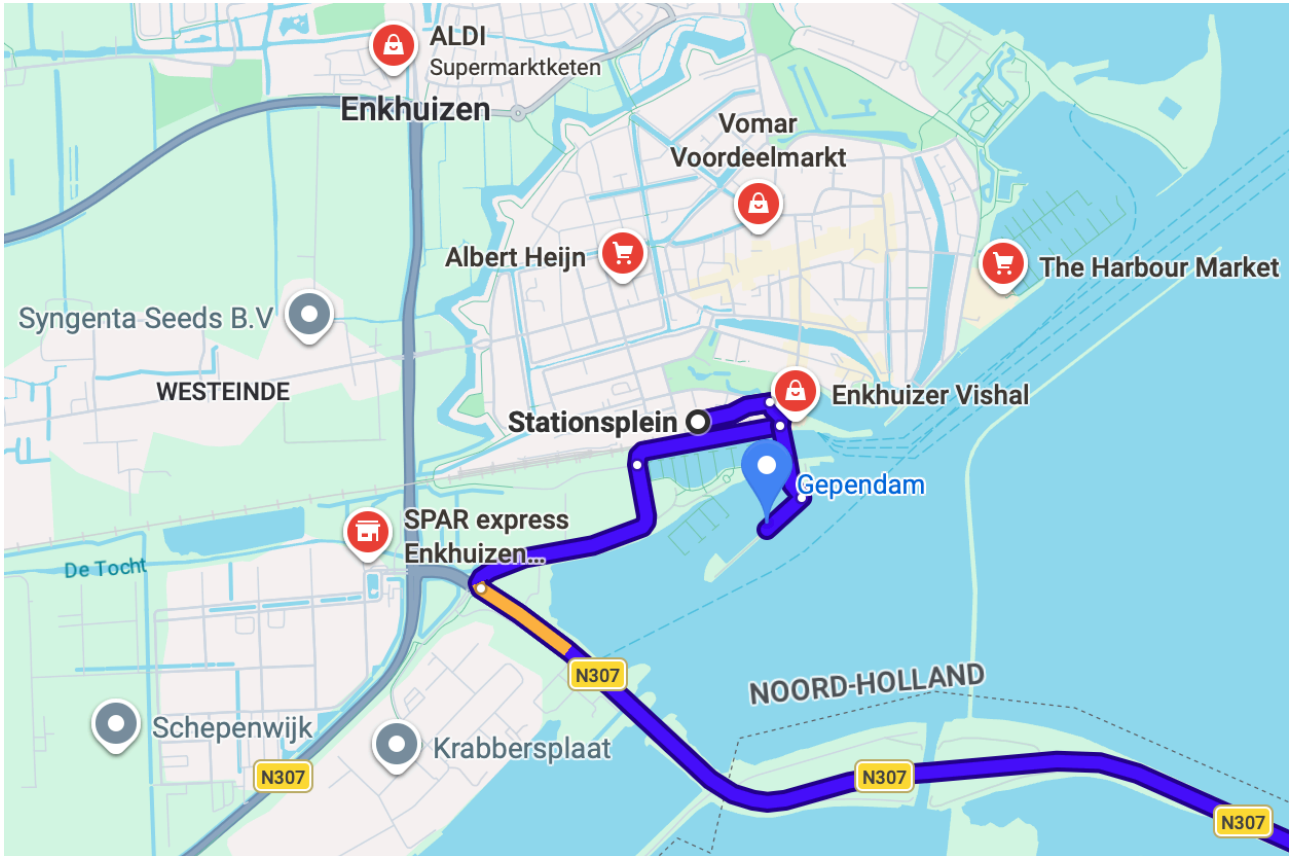 ALDI
Supermarktketen
Enkhuizen
Vomar
Voordeelmarkt
Albert Heijn
The Harbour Market
Syngenta Seeds B.V
WESTEINDE
Enkhuizer Vishal
Stationsplein
Gependam
SPAR express
Enkhuizen...
De Tocht
N307
NOORD-HOLLAND
Schepenwijk
Krabbersplaat
N307
N307
N307